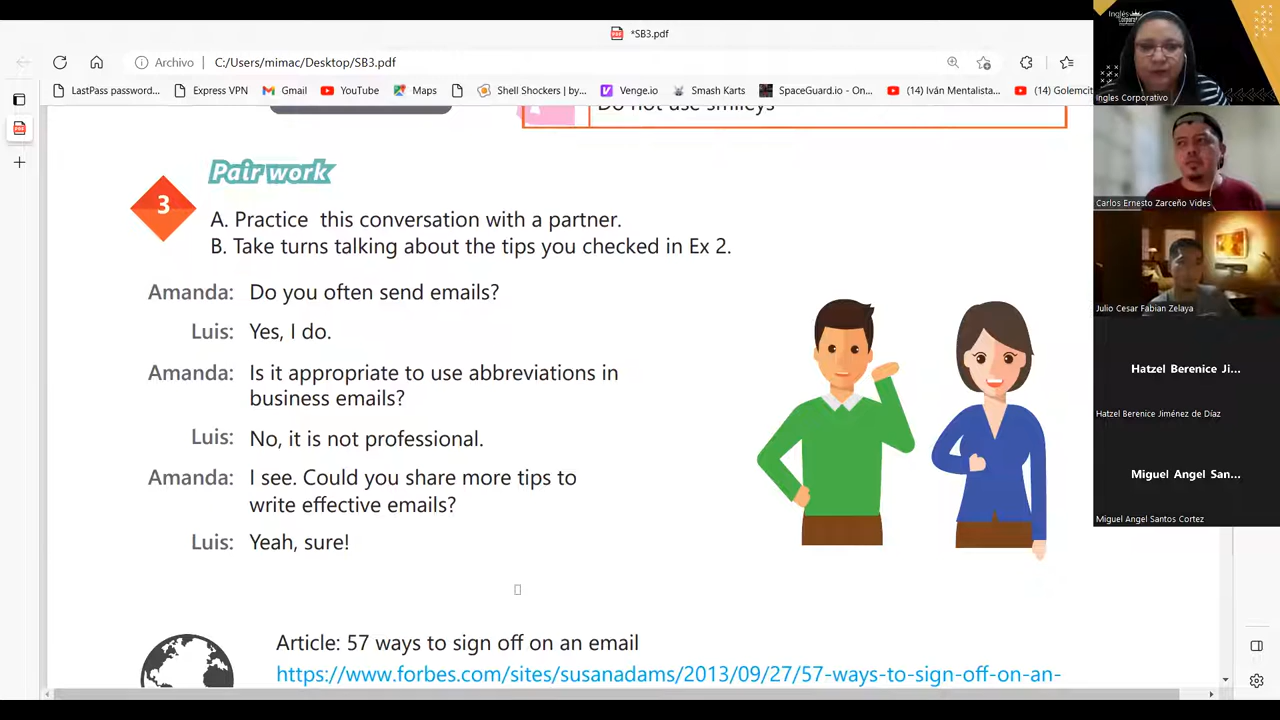 *SB3.pdf
Archivo C:/Users/mimac/Desktop/SB3.pdf
LastPass password... Express VPN Gmail YouTube Maps Shell Shockers | by... Venge.io Smash Karts SpaceGuard.io - On... (14) Iván Mentalista... (14) Golemcit
Do not use smileys
Pair work
3
A. Practice this conversation with a partner.
B. Take turns talking about the tips you checked in Ex 2.
Amanda: Do you often send emails?
Luis: Yes, I do.
Amanda: Is it appropriate to use abbreviations in
business emails?
Luis: No, it is not professional.
Amanda: I see. Could you share more tips to
write effective emails?
Luis: Yeah, sure!
Article: 57 ways to sign off on an email
https://www.forbes.com/sites/susanadams/2013/09/27/57-ways-to-sign-off-on-an-
Inglés
Corporativo
Ingles Corporativo
Carlos Ernesto Zarceño Vides
Julio Cesar Fabian Zelaya
Hatzel Berenice Ji...
Hatzel Berenice Jiménez de Díaz
Miguel Angel San...
Miguel Angel Santos Cortez